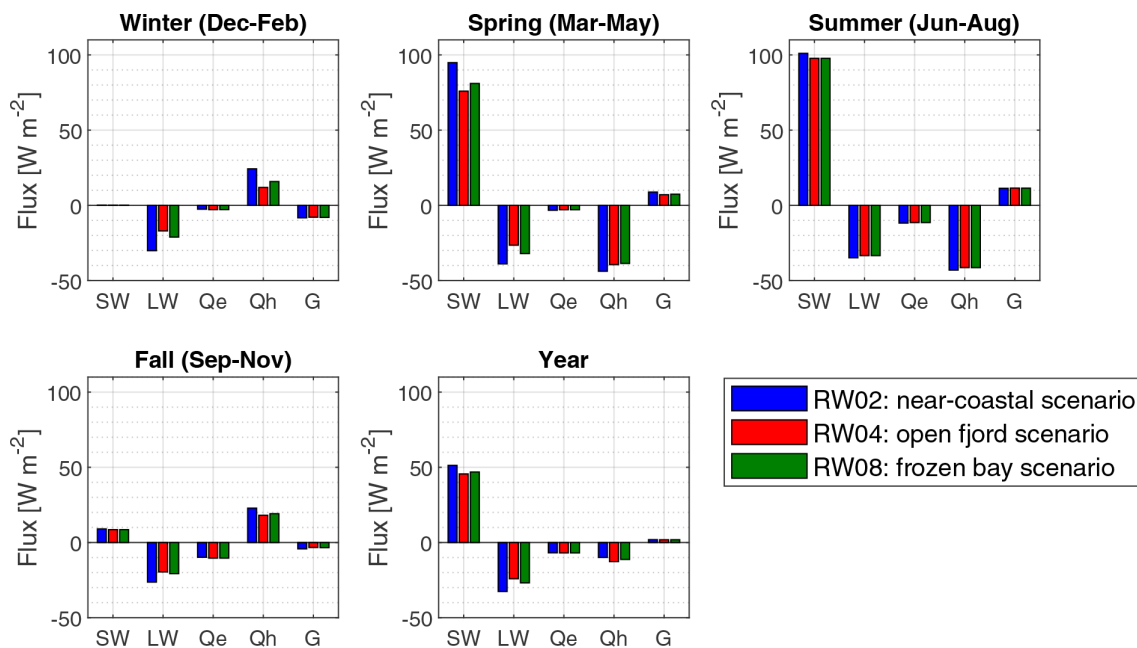 Winter (Dec-Feb)
Flux [W m-2]
100
50
0
-50
SW LW Qe Qh G
Spring (Mar-May)
Flux [W m-2]
100
50
0
-50
SW LW Qe Qh G
Summer (Jun-Aug)
Flux [W m-2]
100
50
0
-50
SW LW Qe Qh G
Fall (Sep-Nov)
Flux [W m-2]
100
50
0
-50
SW LW Qe Qh G
Year
Flux [W m-2]
100
50
0
-50
SW LW Qe Qh G
RW02: near-coastal scenario
RW04: open fjord scenario
RW08: frozen bay scenario